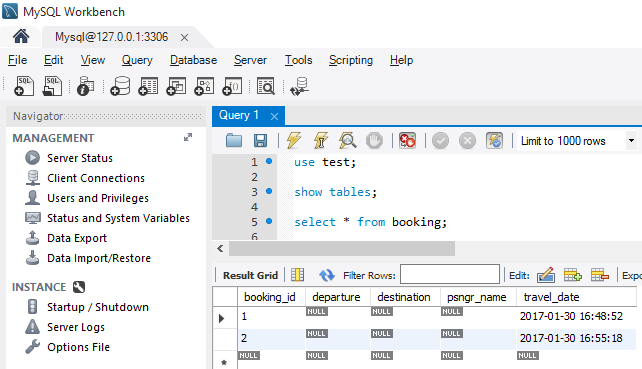 MySQL Workbench
Mysql@127.0.0.1:3306 ×
File Edit View Query Database Server Tools Scripting Help
SQL SQL
Navigator
MANAGEMENT
Server Status
Client Connections
Users and Privileges
Status and System Variables
Data Export
Data Import/Restore
INSTANCE
Startup / Shutdown
Server Logs
Options File
Query 1 ×
Limit to 1000 rows
1 use test;
2
3 show tables;
4
5 select * from booking;
6
Result Grid Filter Rows: Edit: Expo
booking_id departure destination psngr_name travel_date
1 NULL NULL NULL 2017-01-30 16:48:52
2 NULL NULL NULL 2017-01-30 16:55:18
* NULL NULL NULL NULL NULL